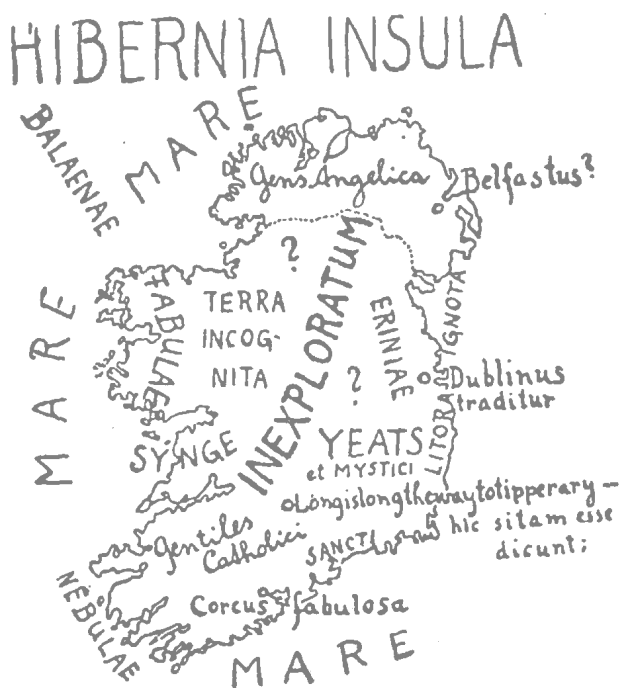 HIBERNIA INSULA
BALAENAE
MARE
Gens Angelica
Belfastus?
?
MARE
FABULAE
TERRA
INCOG-
NITA
INEXPLORATUM
ERINIAE
LITORA IGNOTA
?
Dublinus
traditur
SYNGE
YEATS
et MYSTICI
Longislongthewaytotipperary —
hic sitam esse
dicunt;
Gentiles
Catholici
SANCTI
NEBULAE
Corcus fabulosa
MARE